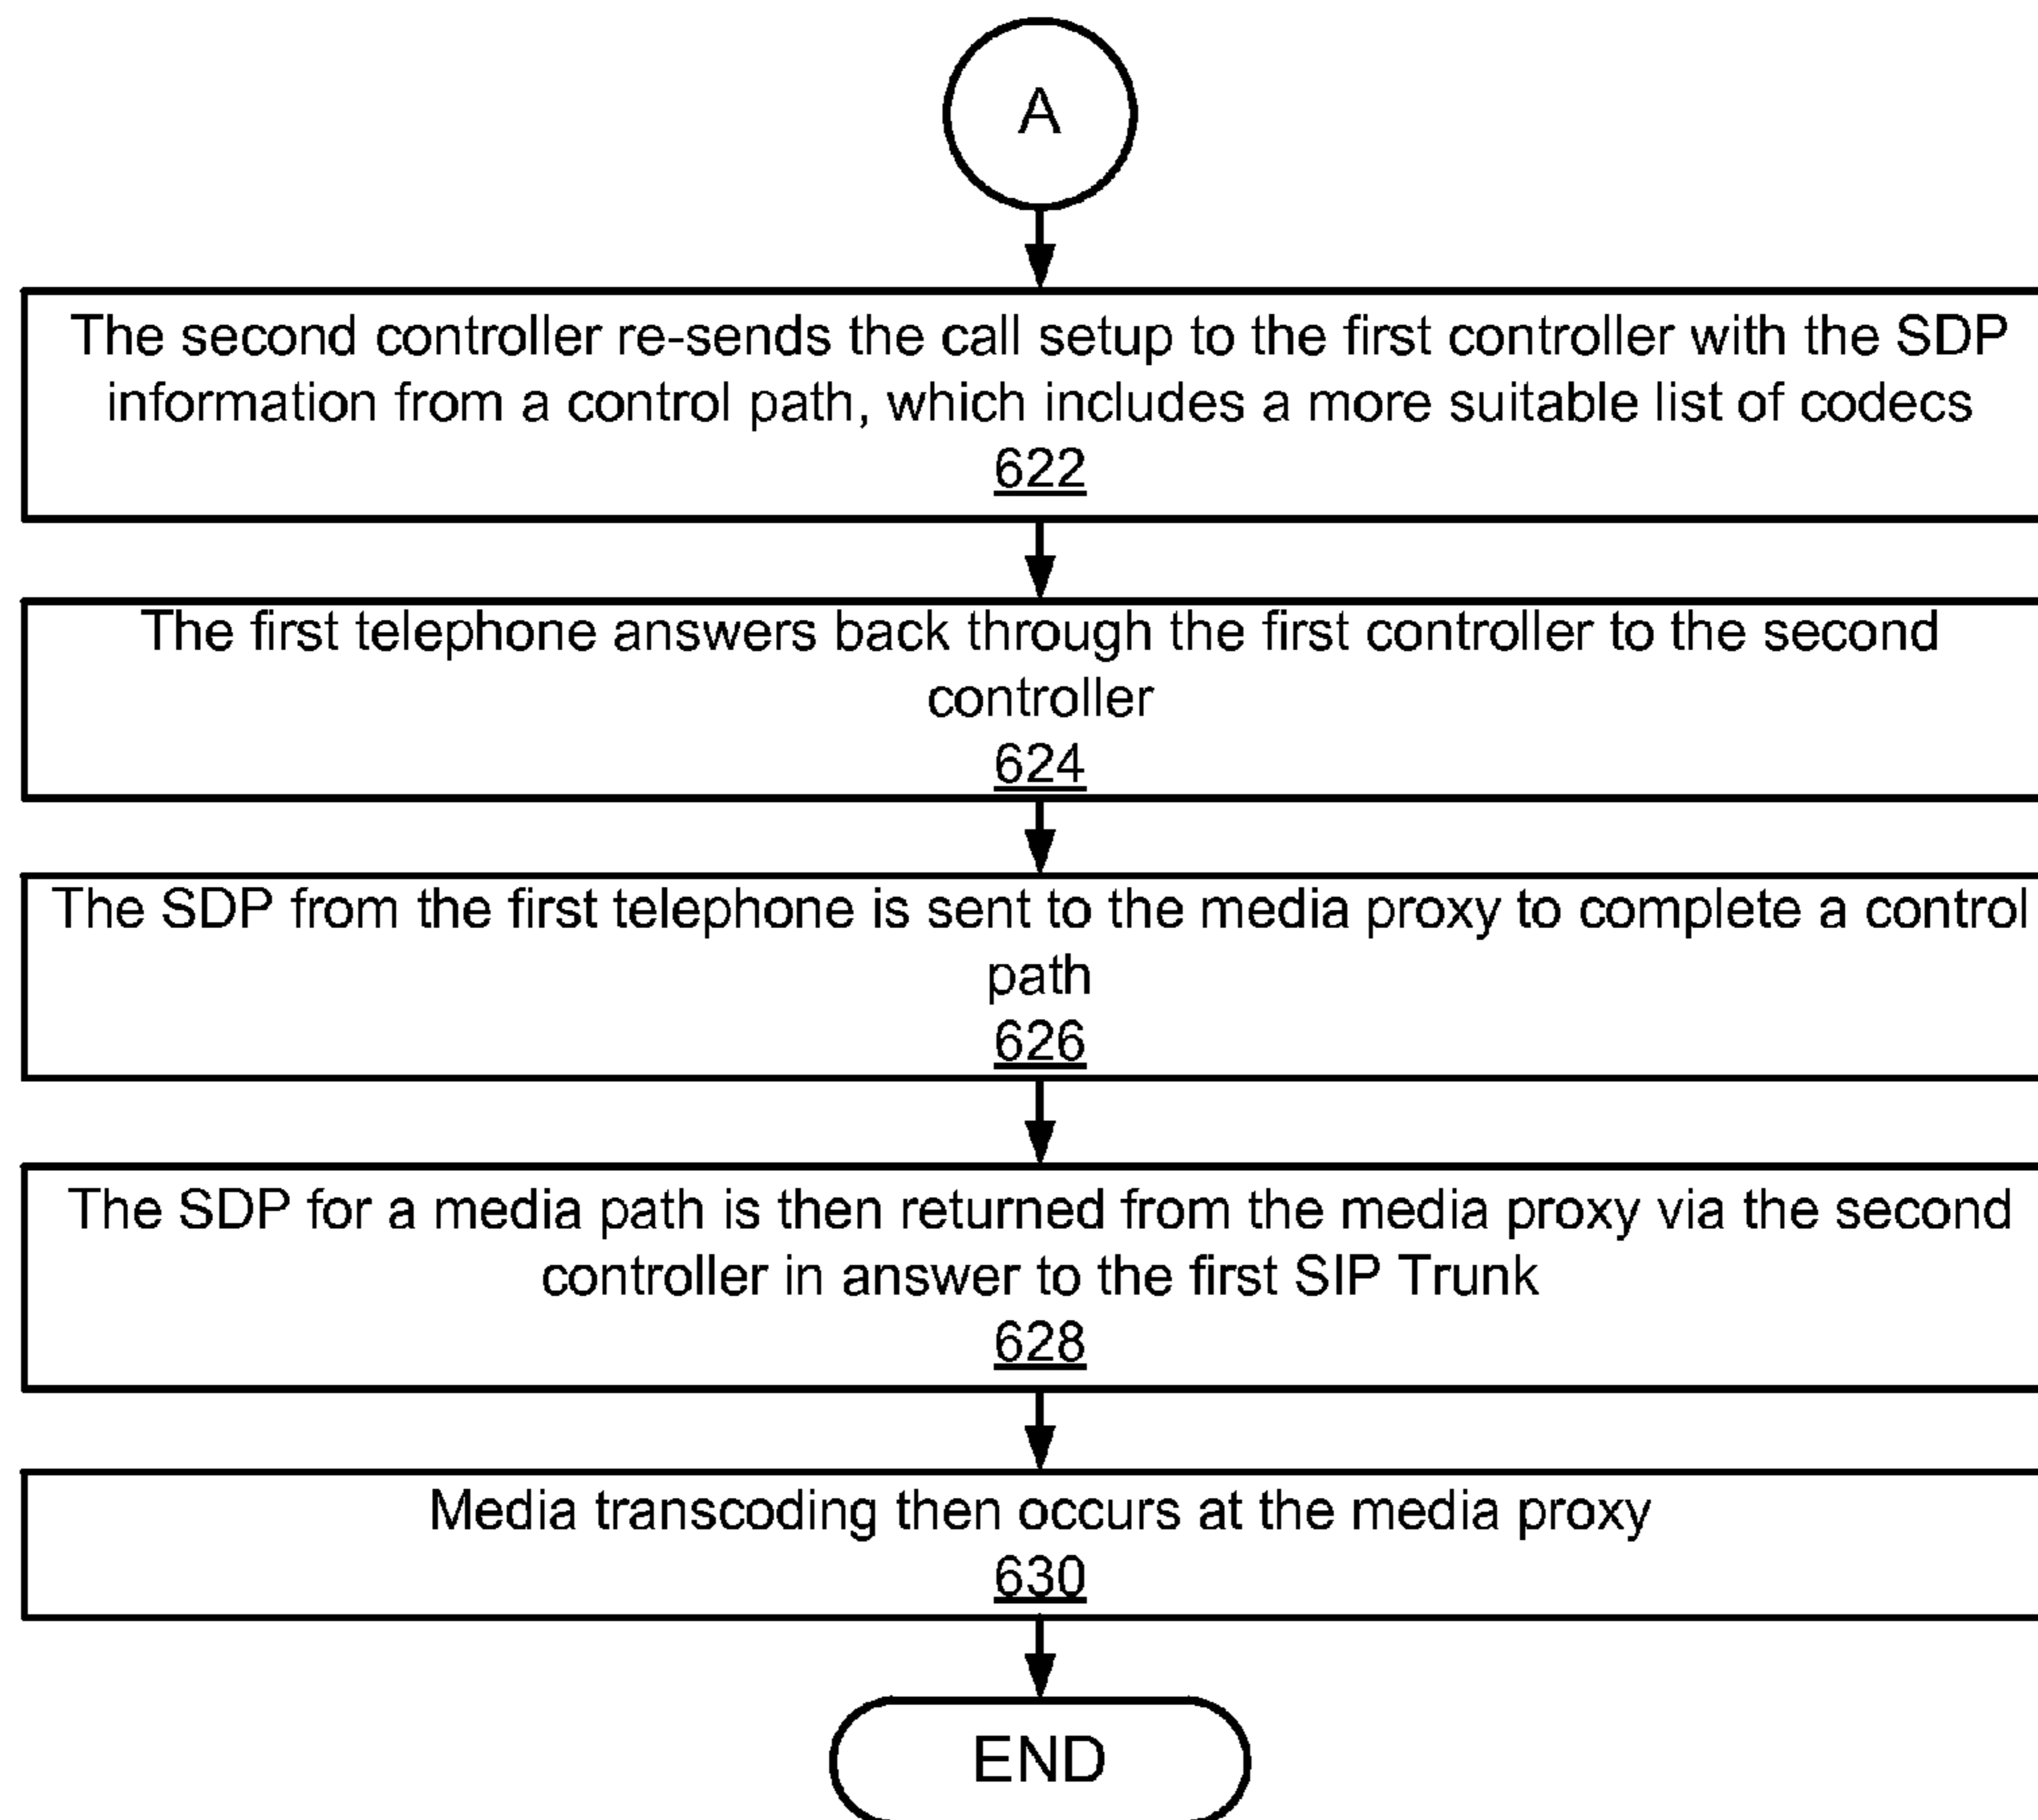 A
The second controller re-sends the call setup to the first controller with the SDP
information from a control path, which includes a more suitable list of codecs
622
The first telephone answers back through the first controller to the second
controller
624
The SDP from the first telephone is sent to the media proxy to complete a control
path
626
The SDP for a media path is then returned from the media proxy via the second
controller in answer to the first SIP Trunk
628
Media transcoding then occurs at the media proxy
630
END